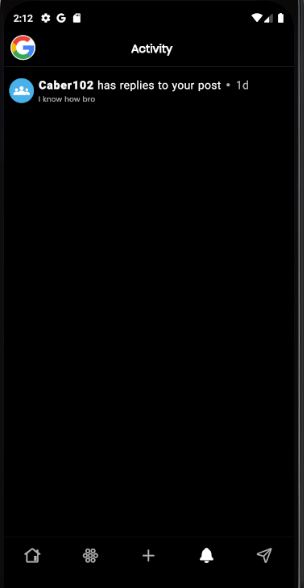 2:12 G
Activity
Caber102 has replies to your post • 1d
I know how bro